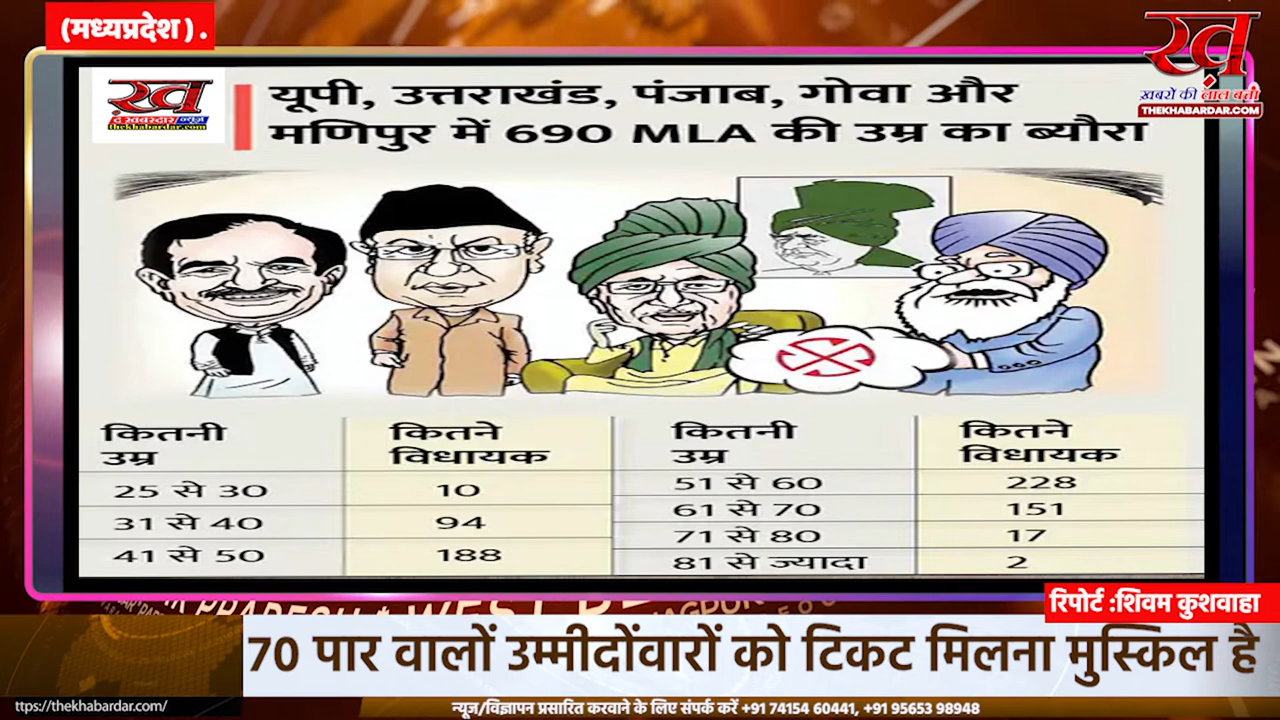 (मध्यप्रदेश ) .
ख़
ख़बरों की लाल बत्ती
THEKHABARDAR.COM
ख़
द खबरदार न्यूज़
thekhabardar.com
यूपी, उत्तराखंड, पंजाब, गोवा और
मणिपुर में 690 MLA की उम्र का ब्यौरा
कितनी उम्र कितने विधायक कितनी उम्र कितने विधायक
25 से 30 10
31 से 40 94
41 से 50 188
51 से 60 228
61 से 70 151
71 से 80 17
81 से ज्यादा 2
रिपोर्ट :शिवम कुशवाहा
70 पार वालों उम्मीदोंवारों को टिकट मिलना मुस्किल है
ttps://thekhabardar.com/
न्यूज/विज्ञापन प्रसारित करवाने के लिए संपर्क करें +91 74154 60441, +91 95653 98948